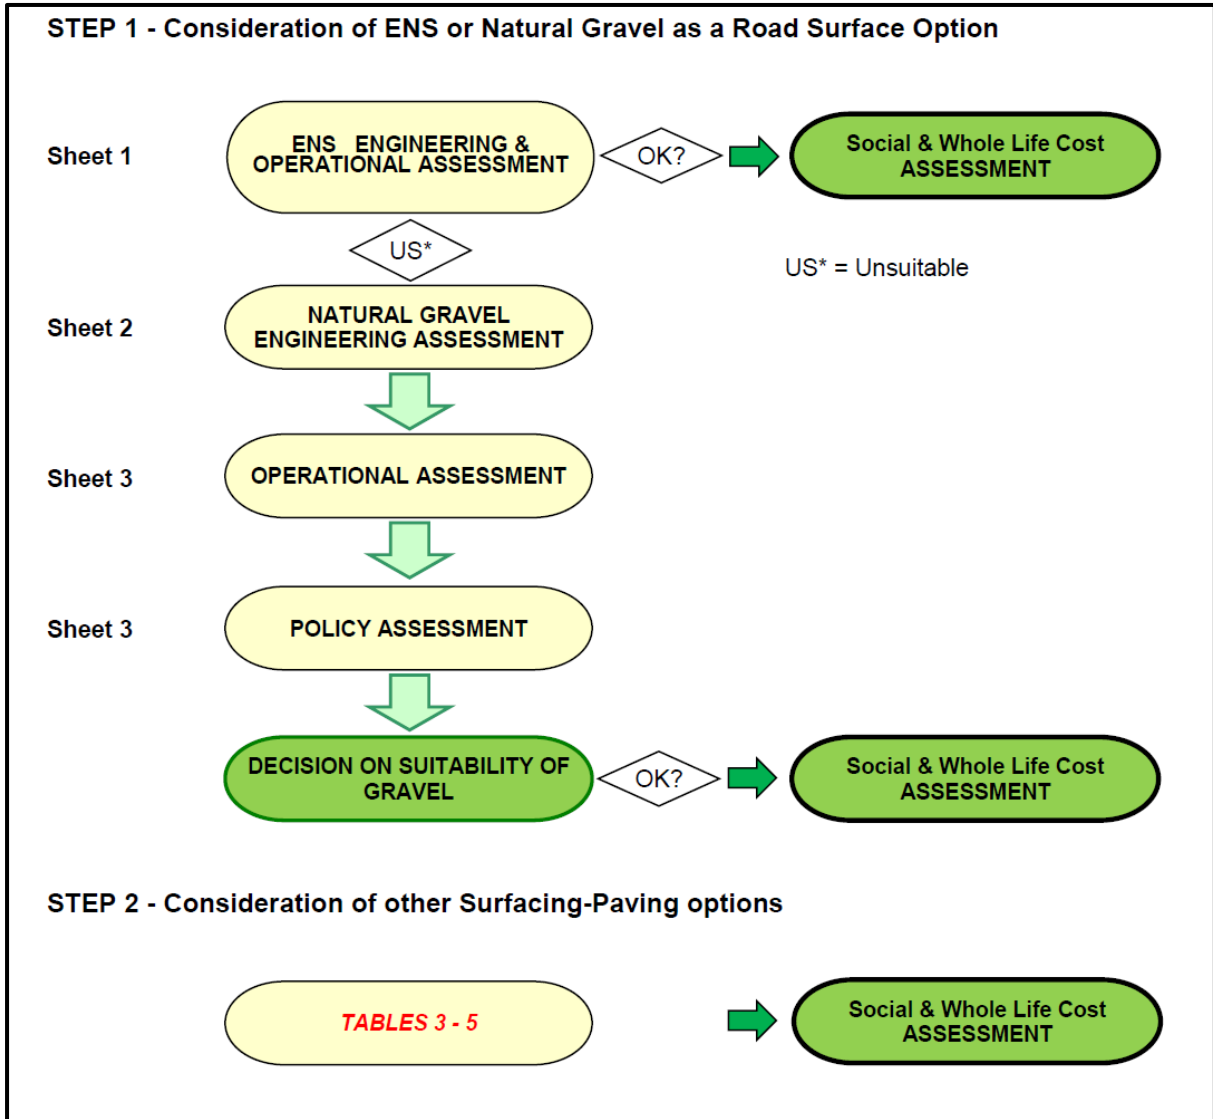 STEP 1 - Consideration of ENS or Natural Gravel as a Road Surface Option
Sheet 1
ENS ENGINEERING &
OPERATIONAL ASSESSMENT
OK?
Social & Whole Life Cost
ASSESSMENT
US*
US* = Unsuitable
Sheet 2
NATURAL GRAVEL
ENGINEERING ASSESSMENT
Sheet 3
OPERATIONAL ASSESSMENT
Sheet 3
POLICY ASSESSMENT
DECISION ON SUITABILITY OF
GRAVEL
OK?
Social & Whole Life Cost
ASSESSMENT
STEP 2 - Consideration of other Surfacing-Paving options
TABLES 3 - 5
Social & Whole Life Cost
ASSESSMENT